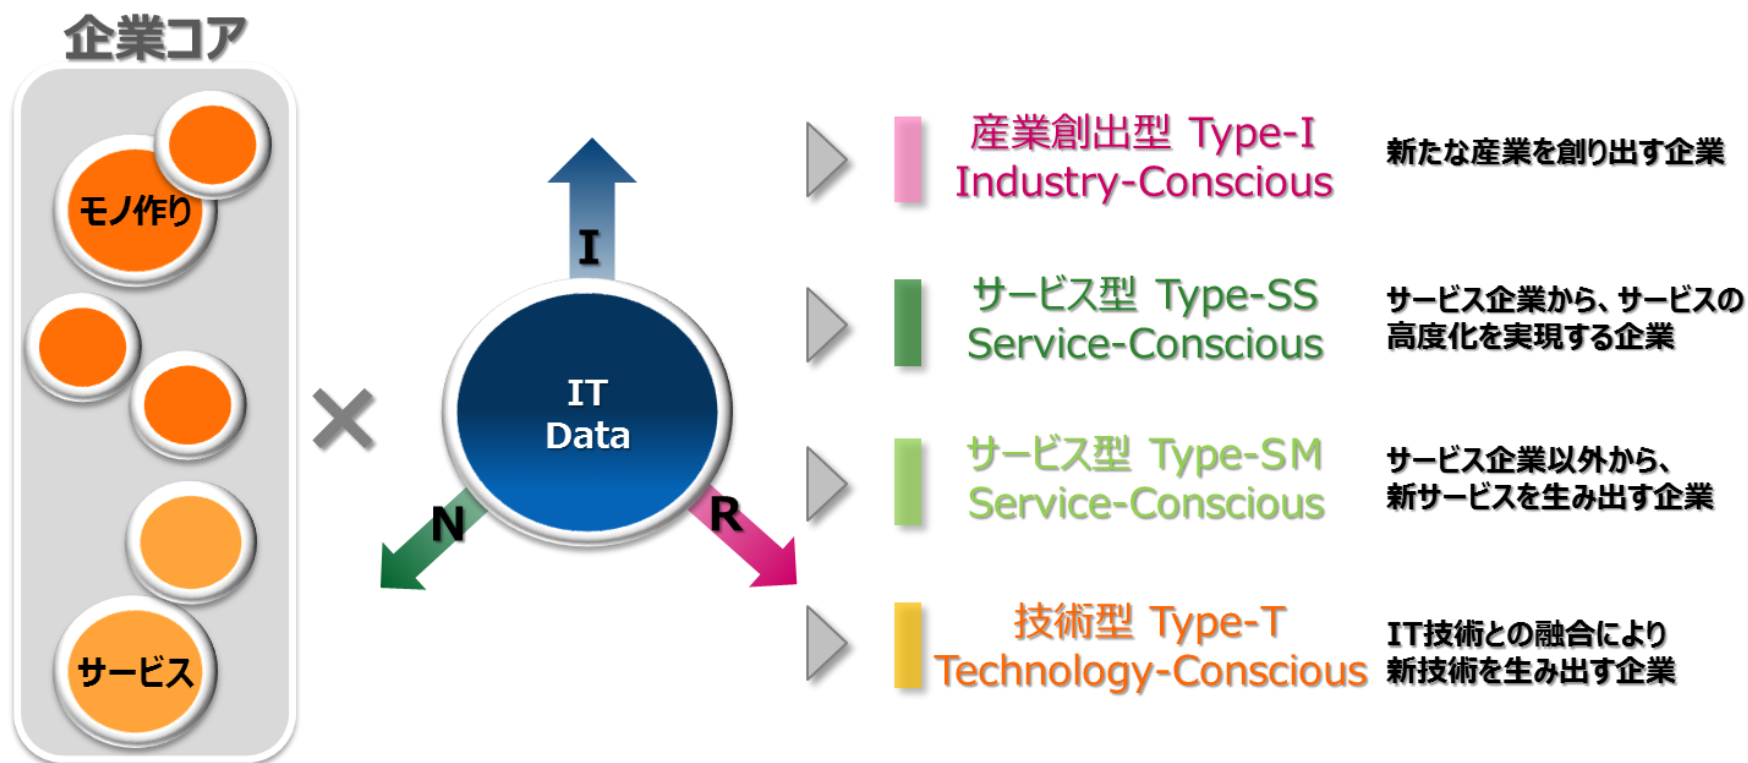 企業コア
モノ作り
サービス
×
I
IT
Data
N
R
産業創出型 Type-I
Industry-Conscious
新たな産業を創り出す企業
サービス型 Type-SS
Service-Conscious
サービス企業から、サービスの
高度化を実現する企業
サービス型 Type-SM
Service-Conscious
サービス企業以外から、
新サービスを生み出す企業
技術型 Type-T
Technology-Conscious
IT技術との融合により
新技術を生み出す企業